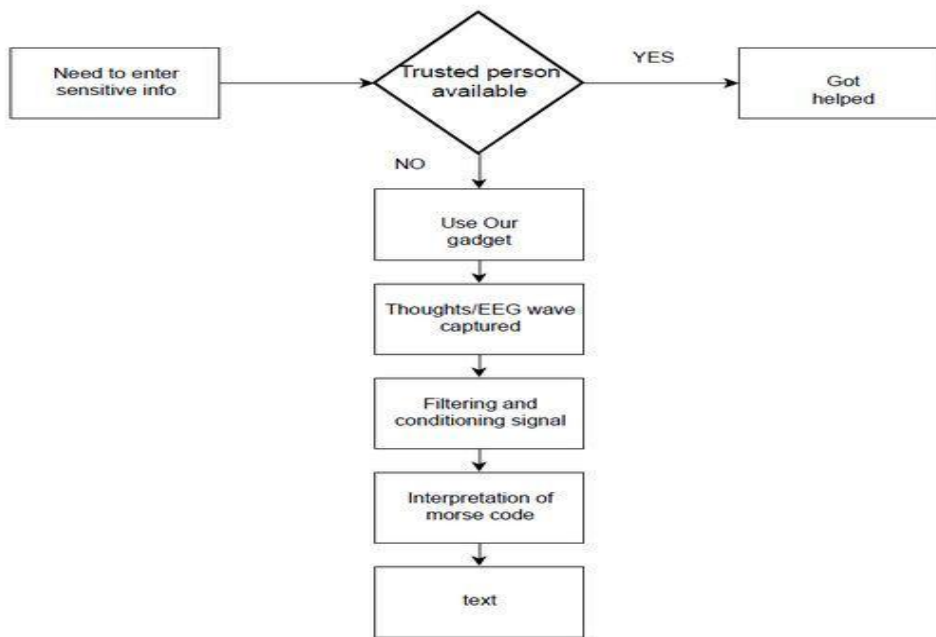 Need to enter
sensitive info
Trusted person
available
YES
Got
helped
NO
Use Our
gadget
Thoughts/EEG wave
captured
Filtering and
conditioning signal
Interpretation of
morse code
text